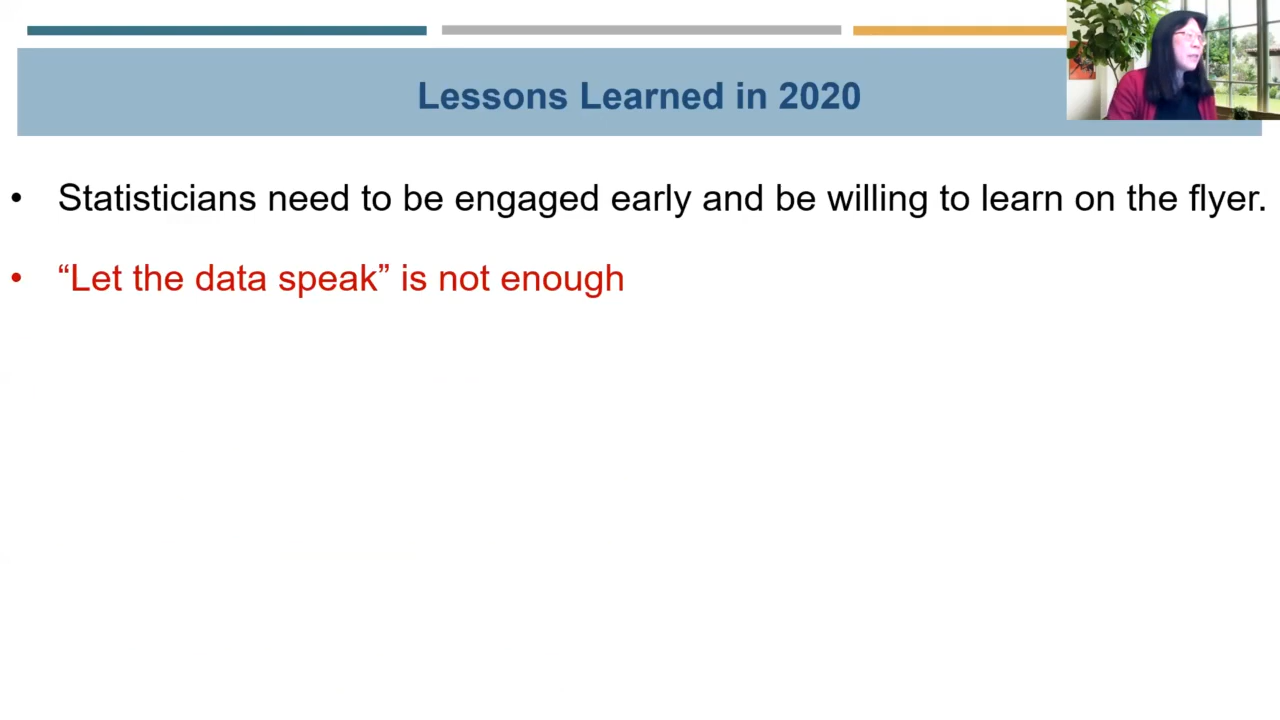 Lessons Learned in 2020
• Statisticians need to be engaged early and be willing to learn on the flyer.
• “Let the data speak” is not enough